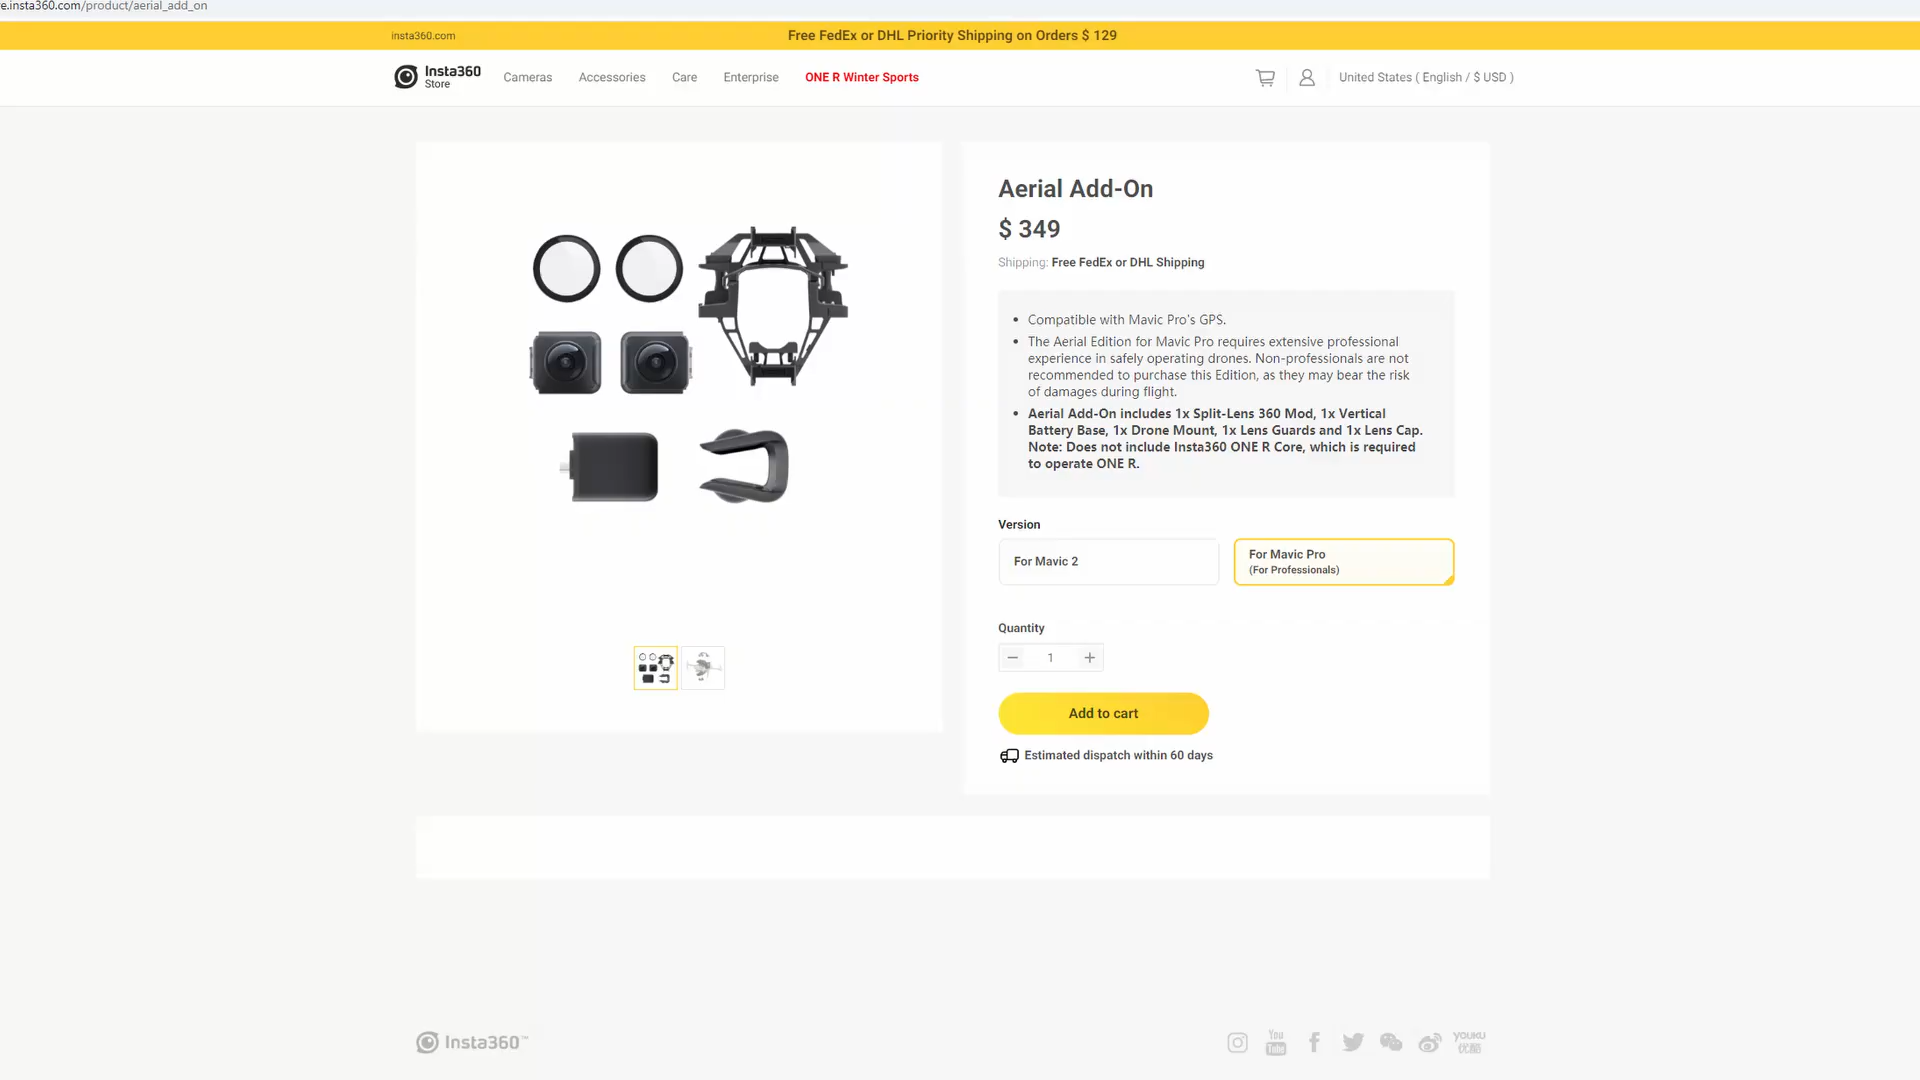 e.insta360.com/product/aerial_add_on
insta360.com
Free FedEx or DHL Priority Shipping on Orders $ 129
Insta360
Store
Cameras
Accessories
Care
Enterprise
ONE R Winter Sports
United States ( English / $ USD )
Aerial Add-On
$ 349
Shipping: Free FedEx or DHL Shipping
• Compatible with Mavic Pro's GPS.
• The Aerial Edition for Mavic Pro requires extensive professional
experience in safely operating drones. Non-professionals are not
recommended to purchase this Edition, as they may bear the risk
of damages during flight.
• Aerial Add-On includes 1x Split-Lens 360 Mod, 1x Vertical
Battery Base, 1x Drone Mount, 1x Lens Guards and 1x Lens Cap.
Note: Does not include Insta360 ONE R Core, which is required
to operate ONE R.
Version
For Mavic 2
For Mavic Pro
(For Professionals)
Quantity
1
Add to cart
Estimated dispatch within 60 days
Insta360™
You
Tube
YOUKU
优酷